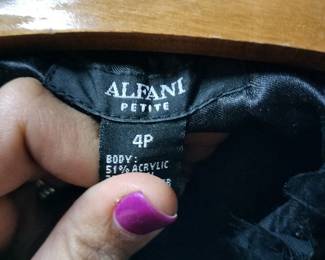 ALFANI
PETITE
4P
BODY:
51% ACRYLIC